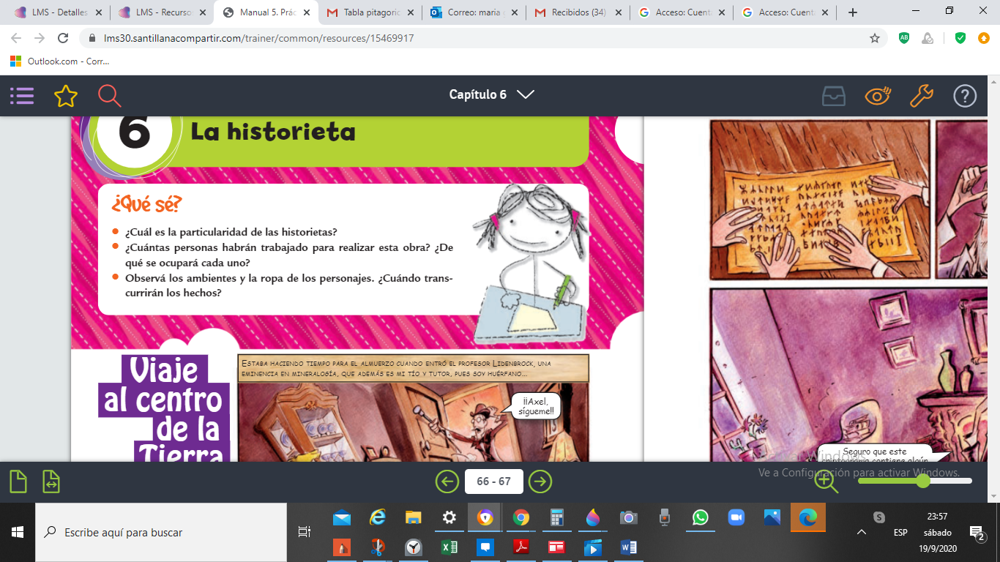 LMS - Detalles
LMS - Recurso
Manual 5. Prác
Tabla pitagoric
Correo: maria
Recibidos (34)
Acceso: Cuent
Acceso: Cuent
lms30.santillanacompartir.com/trainer/common/resources/15469917
Outlook.com - Corr...
Capítulo 6
6
La historieta
¿Qué sé?
¿Cuál es la particularidad de las historietas?
¿Cuántas personas habrán trabajado para realizar esta obra? ¿De
qué se ocupará cada uno?
Observá los ambientes y la ropa de los personajes. ¿Cuándo trans-
currirán los hechos?
Viaje
al centro
de la
Tierra
ESTABA HACIENDO TIEMPO PARA EL ALMUERZO CUANDO ENTRÓ EL PROFESOR LIDENBROCK, UNA
EMINENCIA EN MINERALOGÍA, QUE ADEMÁS ES MI TÍO Y TUTOR, PUES SOY HUÉRFANO...
¡¡Axel,
sígueme!!
Seguro que este
contiene algún
Windows
Ve a Configuración para activar Windows.
66 - 67
Escribe aquí para buscar
ESP
23:57
sábado
19/9/2020
2